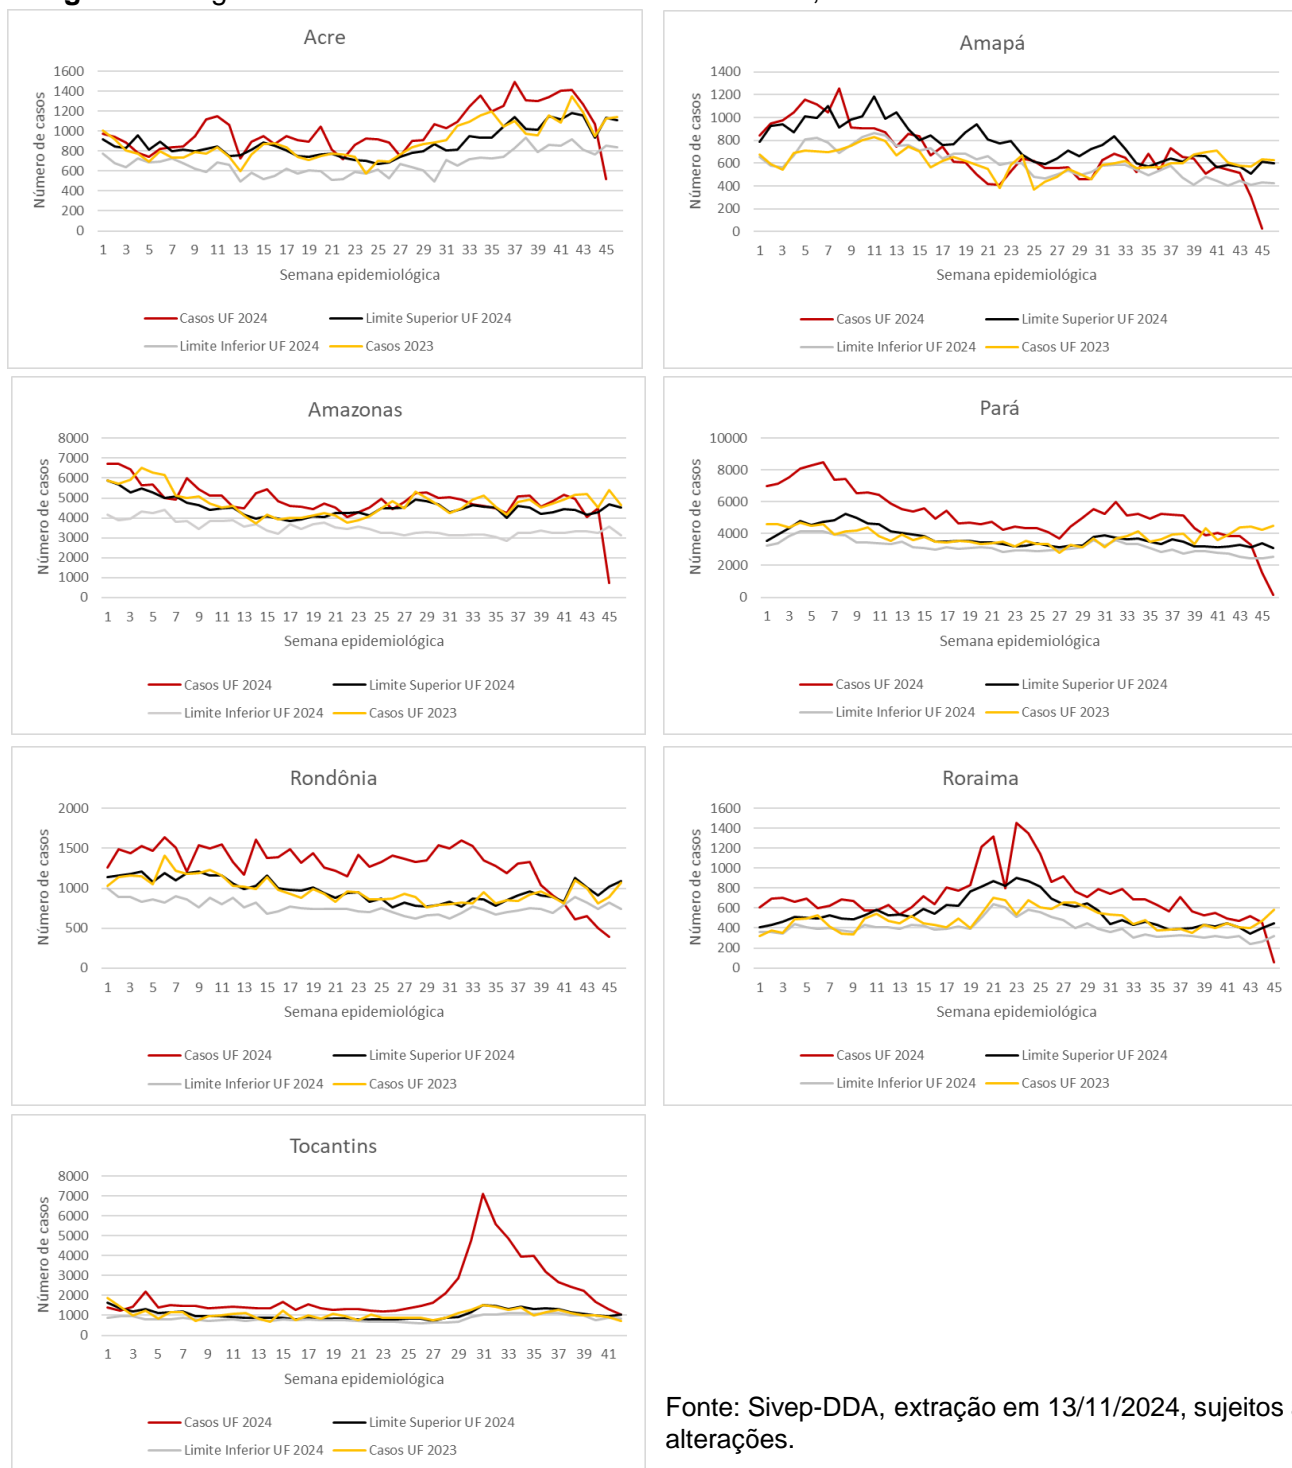 Acre
Número de casos
1600
1400
1200
1000
800
600
400
200
0
1 3 5 7 9 11 13 15 17 19 21 23 25 27 29 31 33 35 37 39 41 43 45
Semana epidemiológica
Casos UF 2024 Limite Superior UF 2024
Limite Inferior UF 2024 Casos 2023
Amapá
Número de casos
1400
1200
1000
800
600
400
200
0
1 3 5 7 9 11 13 15 17 19 21 23 25 27 29 31 33 35 37 39 41 43 45
Semana epidemiológica
Casos UF 2024 Limite Superior UF 2024
Limite Inferior UF 2024 Casos UF 2023
Amazonas
Número de casos
8000
7000
6000
5000
4000
3000
2000
1000
0
1 3 5 7 9 11 13 15 17 19 21 23 25 27 29 31 33 35 37 39 41 43 45
Semana epidemiológica
Casos UF 2024 Limite Superior UF 2024
Limite Inferior UF 2024 Casos UF 2023
Pará
Número de casos
10000
8000
6000
4000
2000
0
1 3 5 7 9 11 13 15 17 19 21 23 25 27 29 31 33 35 37 39 41 43 45
Semana epidemiológica
Casos UF 2024 Limite Superior UF 2024
Limite Inferior UF 2024 Casos UF 2023
Rondônia
Número de casos
2000
1500
1000
500
0
1 3 5 7 9 11 13 15 17 19 21 23 25 27 29 31 33 35 37 39 41 43 45
Semana epidemiológica
Casos UF 2024 Limite Superior UF 2024
Limite Inferior UF 2024 Casos UF 2023
Roraima
Número de casos
1600
1400
1200
1000
800
600
400
200
0
1 3 5 7 9 11 13 15 17 19 21 23 25 27 29 31 33 35 37 39 41 43 45
Semana epidemiológica
Casos UF 2024 Limite Superior UF 2024
Limite Inferior UF 2024 Casos UF 2023
Tocantins
Número de casos
8000
7000
6000
5000
4000
3000
2000
1000
0
1 3 5 7 9 11 13 15 17 19 21 23 25 27 29 31 33 35 37 39 41
Semana epidemiológica
Casos UF 2024 Limite Superior UF 2024
Limite Inferior UF 2024 Casos UF 2023
Fonte: Sivep-DDA, extração em 13/11/2024, sujeitos
alterações.